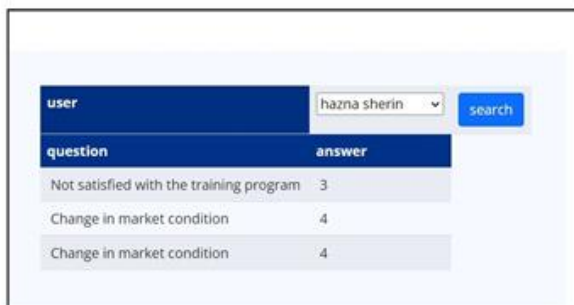 user hazna sherin search
question answer
Not satisfied with the training program 3
Change in market condition 4
Change in market condition 4